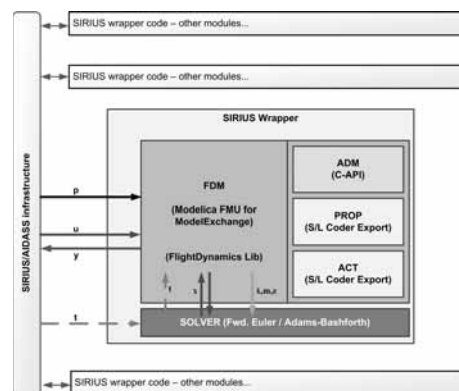 SIRIUS wrapper code – other modules...
SIRIUS wrapper code – other modules...
SIRIUS/AIDASS infrastructure
SIRIUS Wrapper
FDM
(Modelica FMU for
ModelExchange)
(FlightDynamics Lib)
ADM
(C-API)
PROP
(S/L Coder Export)
ACT
(S/L Coder Export)
p
u
y
t
SOLVER (Fwd. Euler / Adams-Bashforth)
t
SIRIUS wrapper code – other modules...